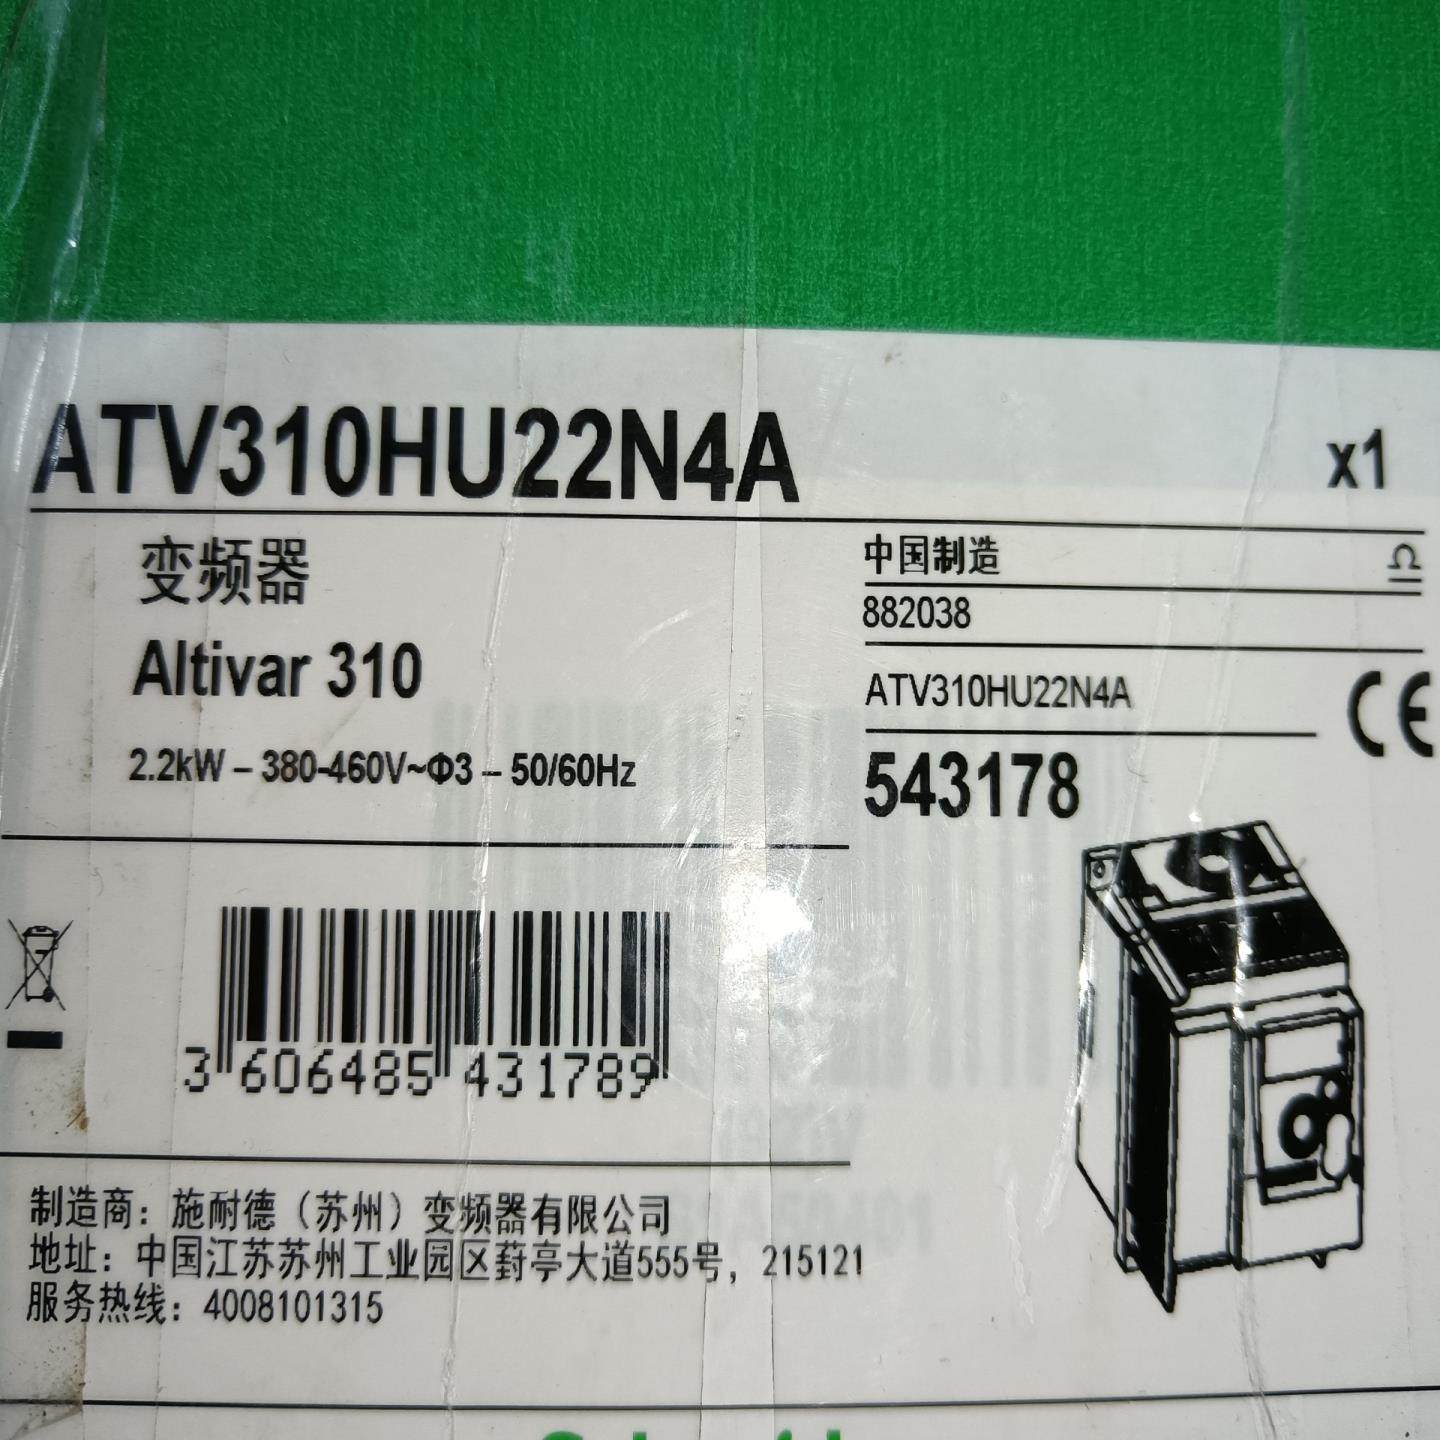 ATV310HU22N4A
x1
变频器
Altivar 310
2.2kW – 380-460V~Φ3 – 50/60Hz
中国制造
882038
ATV310HU22N4A
CE
543178
3 606485 431789
制造商：施耐德（苏州）变频器有限公司
地址：中国江苏苏州工业园区葑亭大道555号，215121
服务热线：4008101315